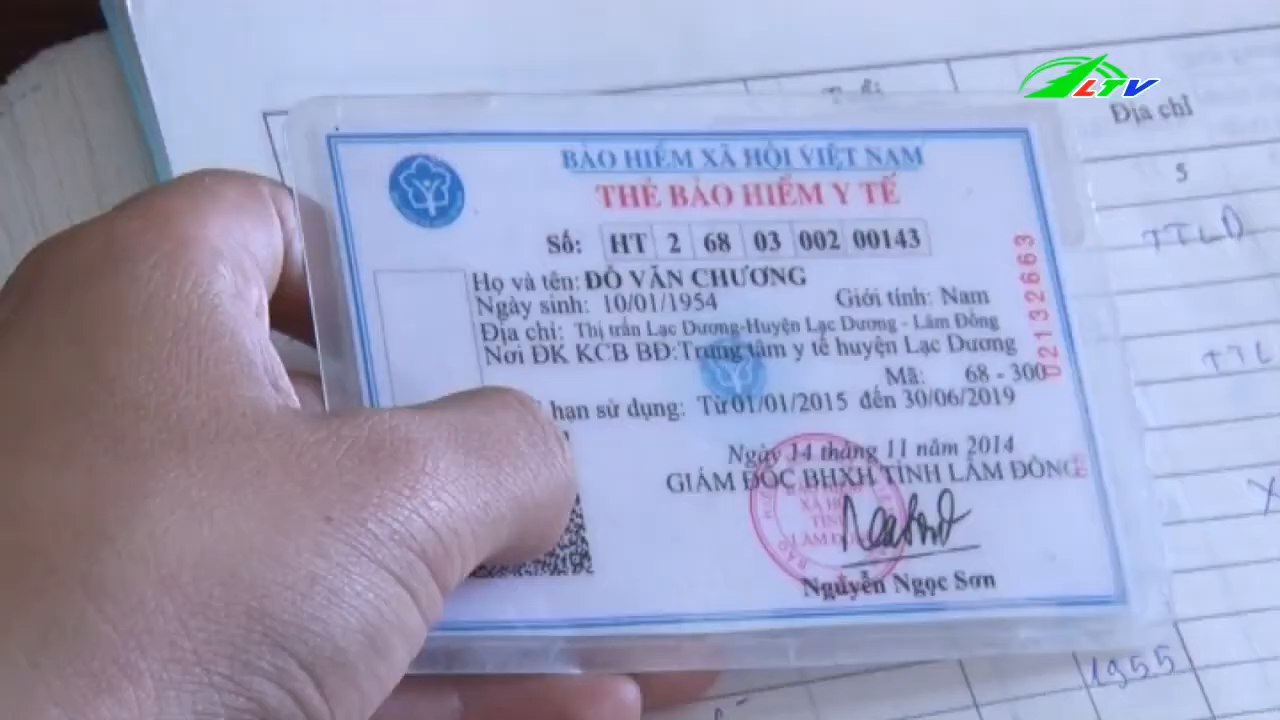 LTV
Địa chỉ
5
TTLD
BẢO HIỂM XÃ HỘI VIỆT NAM
THẺ BẢO HIỂM Y TẾ
Số: HT 2 68 03 002 00143
Họ và tên: ĐỖ VĂN CHƯƠNG
Ngày sinh: 10/01/1954 Giới tính: Nam
Địa chỉ: Thị trấn Lạc Dương-Huyện Lạc Dương - Lâm Đồng
Nơi ĐK KCB BĐ:Trung tâm y tế huyện Lạc Dương
Mã: 68 - 300
hạn sử dụng: Từ 01/01/2015 đến 30/06/2019
Ngày 14 tháng 11 năm 2014
GIÁM ĐỐC BHXH TỈNH LÂM ĐỒNG
Nguyễn Ngọc Sơn
02132663
TTL
1955